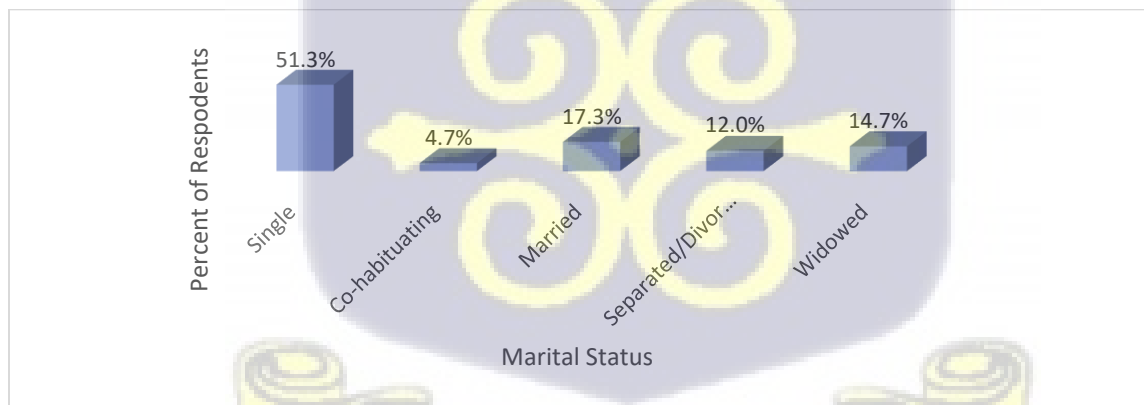 Percent of Respodents
51.3%
4.7%
17.3%
12.0%
14.7%
Single
Co-habituating
Married
Separated/Divor...
Widowed
Marital Status